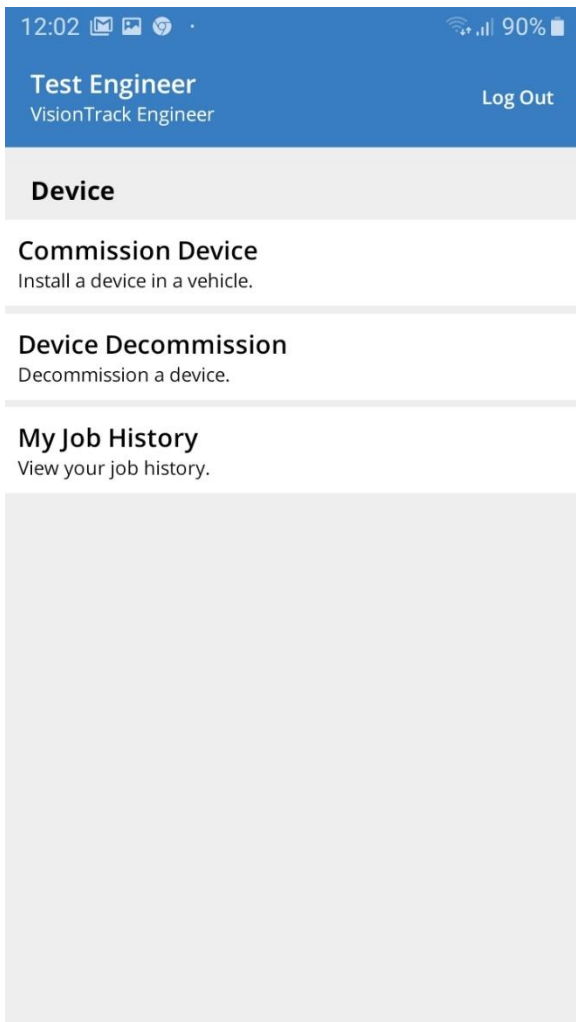 12:02 90%
Test Engineer
VisionTrack Engineer
Log Out
Device
Commission Device
Install a device in a vehicle.
Device Decommission
Decommission a device.
My Job History
View your job history.